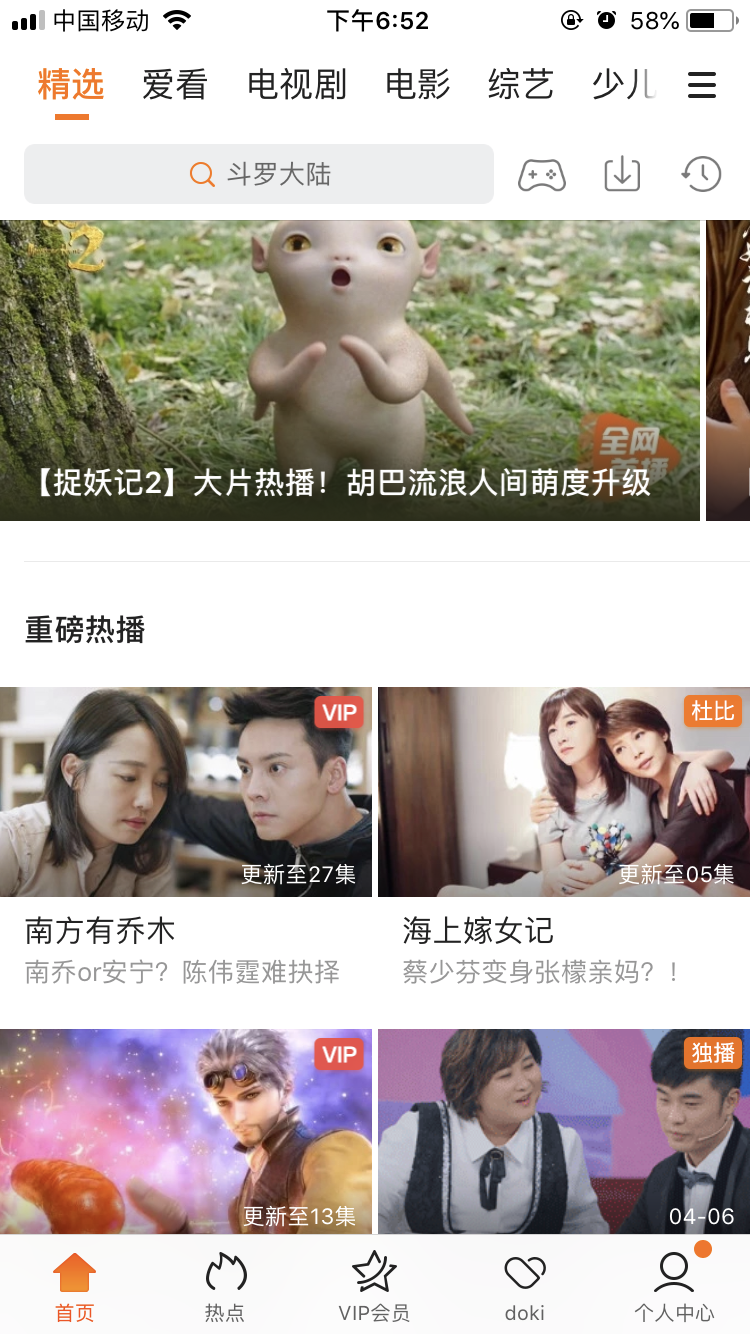 中国移动
下午6:52
58%
精选 爱看 电视剧 电影 综艺 少儿
斗罗大陆
2
全网
首播
【捉妖记2】大片热播！胡巴流浪人间萌度升级
重磅热播
VIP
更新至27集
杜比
更新至05集
南方有乔木
海上嫁女记
南乔or安宁？陈伟霆难抉择
蔡少芬变身张檬亲妈？！
VIP
更新至13集
独播
04-06
首页
热点
VIP会员
doki
个人中心